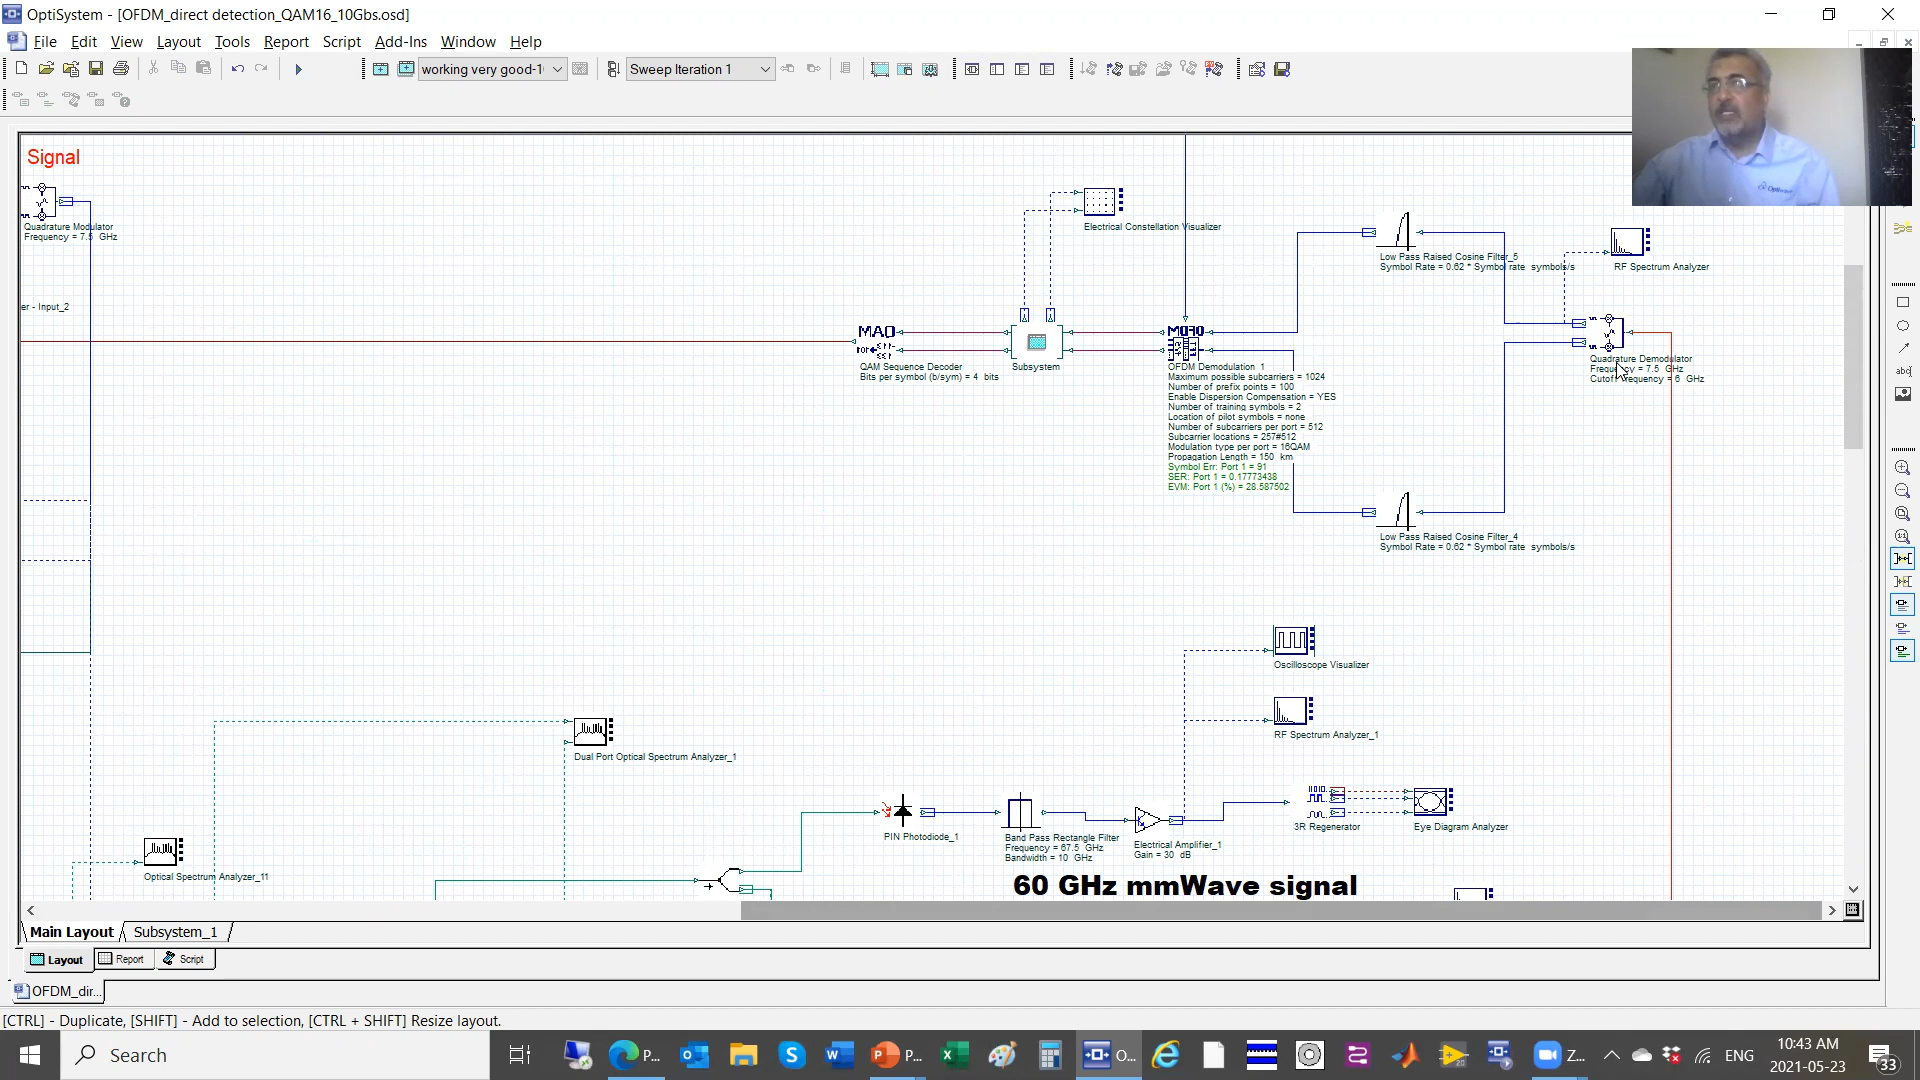 OptiSystem - [OFDM_direct detection_QAM16_10Gbs.osd]
File Edit View Layout Tools Report Script Add-Ins Window Help
working very good-1
Sweep Iteration 1
Signal
Quadrature Modulator
Frequency = 7.5 GHz
er - Input_2
Electrical Constellation Visualizer
Low Pass Raised Cosine Filter_5
Symbol Rate = 0.62 * Symbol rate symbols/s
RF Spectrum Analyzer
Quadrature Demodulator
Frequency = 7.5 GHz
Cutoff frequency = 6 GHz
QAM Sequence Decoder
Bits per symbol (b/sym) = 4 bits
Subsystem
OFDM Demodulation 1
Maximum possible subcarriers = 1024
Number of prefix points = 100
Enable Dispersion Compensation = YES
Number of training symbols = 2
Location of pilot symbols = none
Number of subcarriers per port = 512
Subcarrier locations = 257#512
Modulation type per port = 16QAM
Propagation Length = 150 km
Symbol Err: Port 1 = 91
SER: Port 1 = 0.17773438
EVM: Port 1 (%) = 28.587502
Low Pass Raised Cosine Filter_4
Symbol Rate = 0.62 * Symbol rate symbols/s
Oscilloscope Visualizer
RF Spectrum Analyzer_1
Dual Port Optical Spectrum Analyzer_1
PIN Photodiode_1
Band Pass Rectangle Filter
Frequency = 67.5 GHz
Bandwidth = 10 GHz
Electrical Amplifier_1
Gain = 30 dB
3R Regenerator
Eye Diagram Analyzer
Optical Spectrum Analyzer_11
60 GHz mmWave signal
Main Layout Subsystem_1
Layout Report Script
OFDM_dir...
[CTRL] - Duplicate, [SHIFT] - Add to selection, [CTRL + SHIFT] Resize layout.
Search
P...
P...
O...
Z...
ENG
10:43 AM
2021-05-23
33